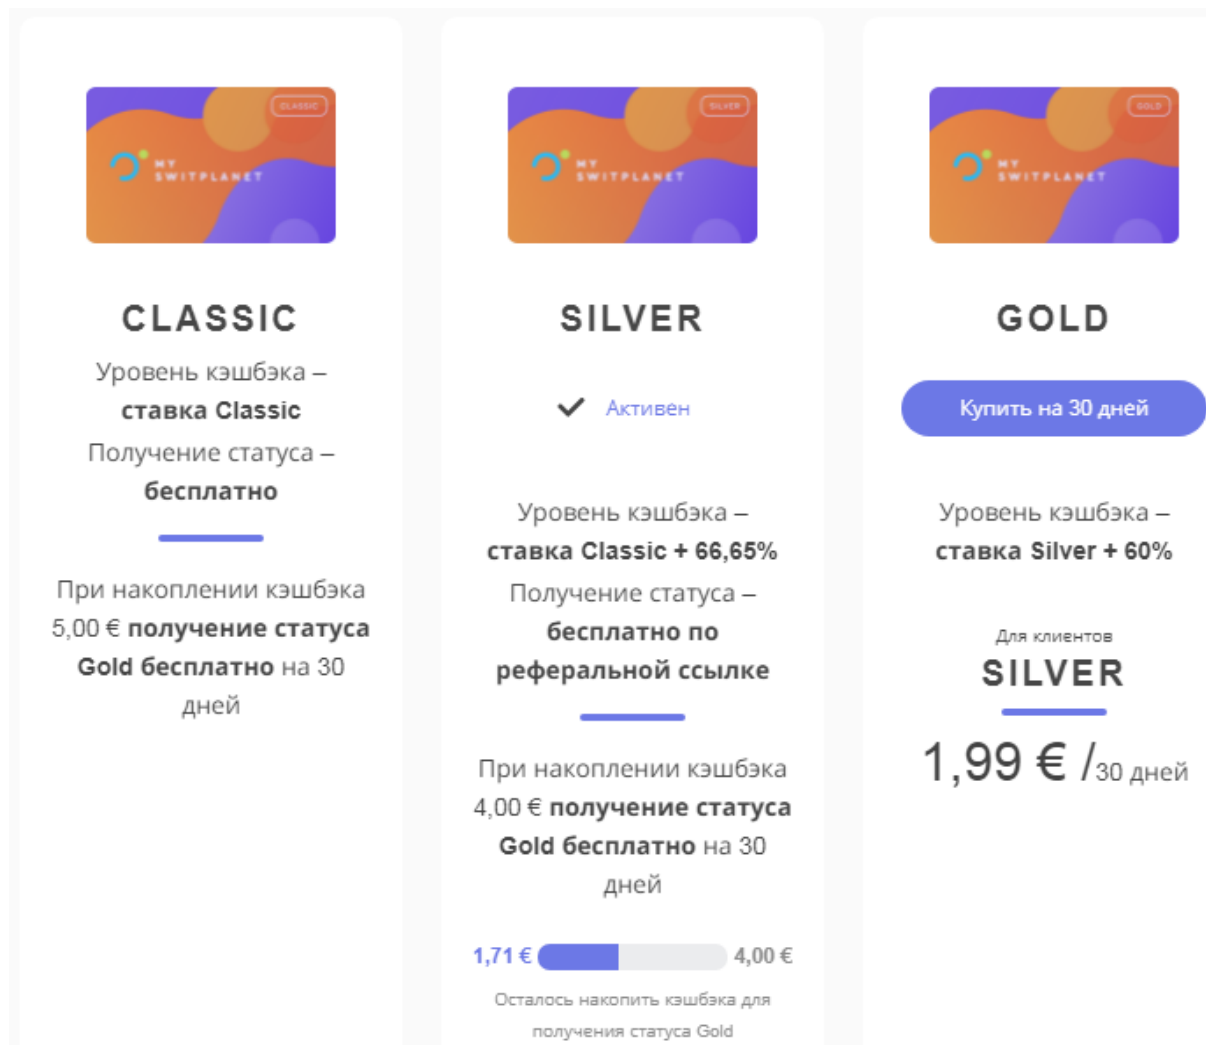 CLASSIC
MY
SWITPLANET
CLASSIC
Уровень кэшбэка –
ставка Classic
Получение статуса –
бесплатно
При накоплении кэшбэка
5,00 € получение статуса
Gold бесплатно на 30
дней
SILVER
MY
SWITPLANET
SILVER
Активен
Уровень кэшбэка –
ставка Classic + 66,65%
Получение статуса –
бесплатно по
реферальной ссылке
При накоплении кэшбэка
4,00 € получение статуса
Gold бесплатно на 30
дней
1,71 € 4,00 €
Осталось накопить кэшбэка для
получения статуса Gold
GOLD
MY
SWITPLANET
GOLD
Купить на 30 дней
Уровень кэшбэка –
ставка Silver + 60%
Для клиентов
SILVER
1,99 € /30 дней